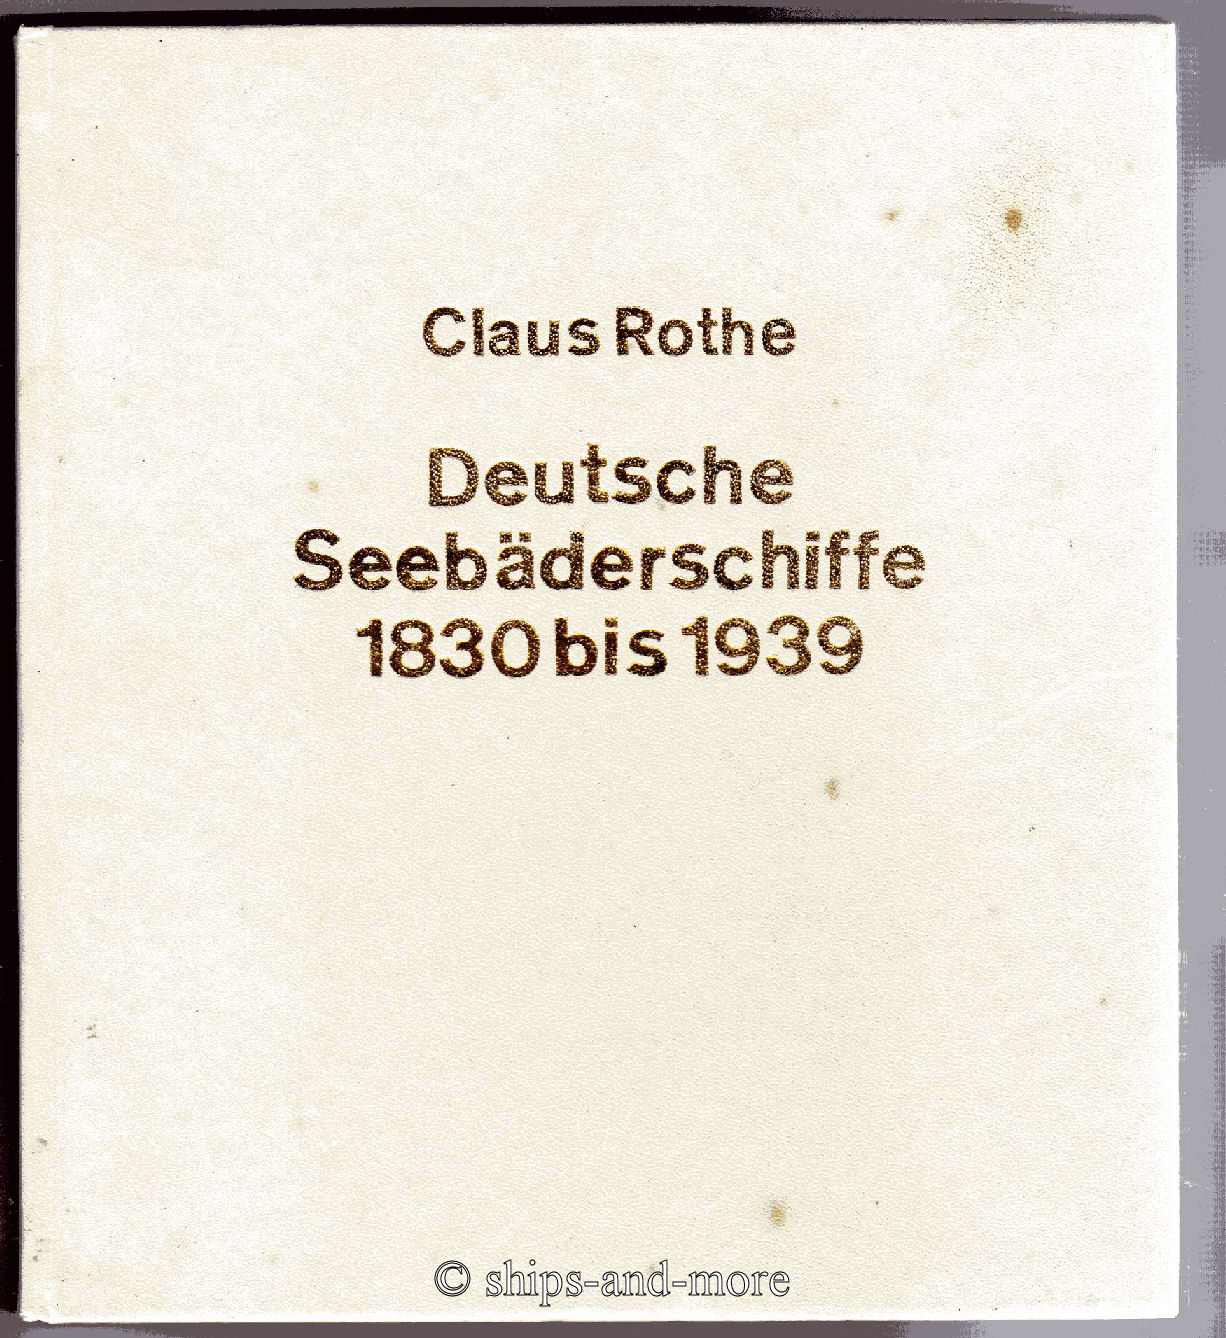 Claus Rothe
Deutsche
Seebäderschiffe
1830 bis 1939
© ships-and-more